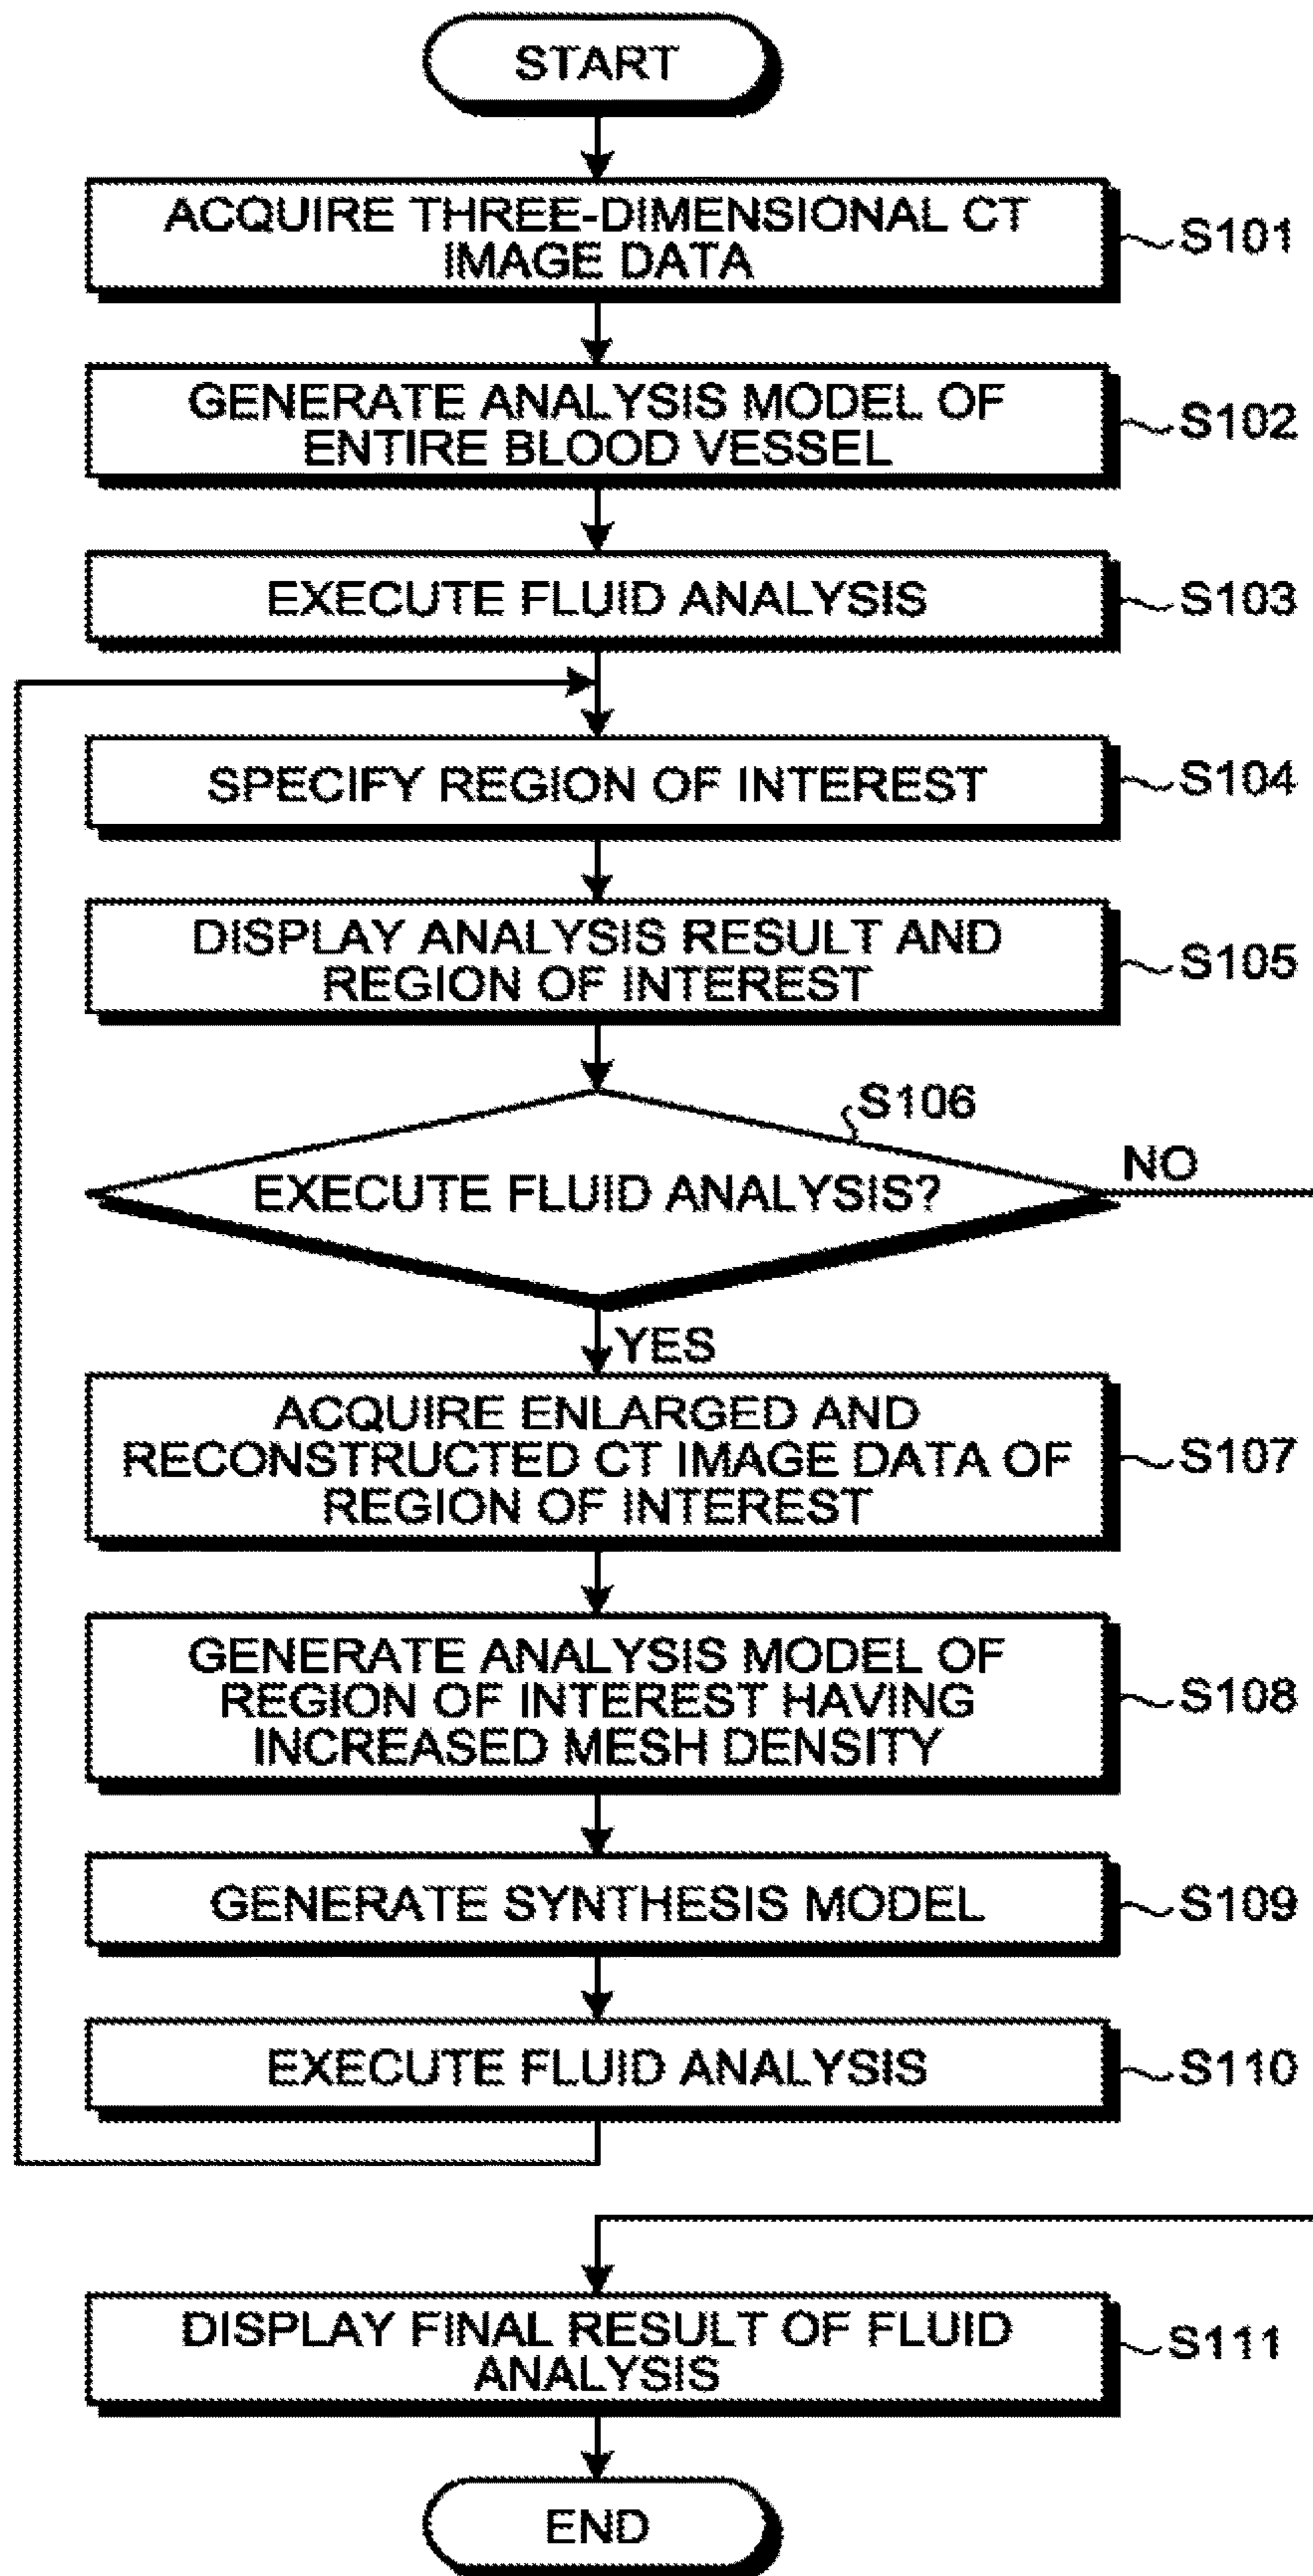 START
ACQUIRE THREE-DIMENSIONAL CT
IMAGE DATA
S101
GENERATE ANALYSIS MODEL OF
ENTIRE BLOOD VESSEL
S102
EXECUTE FLUID ANALYSIS
S103
SPECIFY REGION OF INTEREST
S104
DISPLAY ANALYSIS RESULT AND
REGION OF INTEREST
S105
S106
EXECUTE FLUID ANALYSIS?
NO
YES
ACQUIRE ENLARGED AND
RECONSTRUCTED CT IMAGE DATA OF
REGION OF INTEREST
S107
GENERATE ANALYSIS MODEL OF
REGION OF INTEREST HAVING
INCREASED MESH DENSITY
S108
GENERATE SYNTHESIS MODEL
S109
EXECUTE FLUID ANALYSIS
S110
DISPLAY FINAL RESULT OF FLUID
ANALYSIS
S111
END